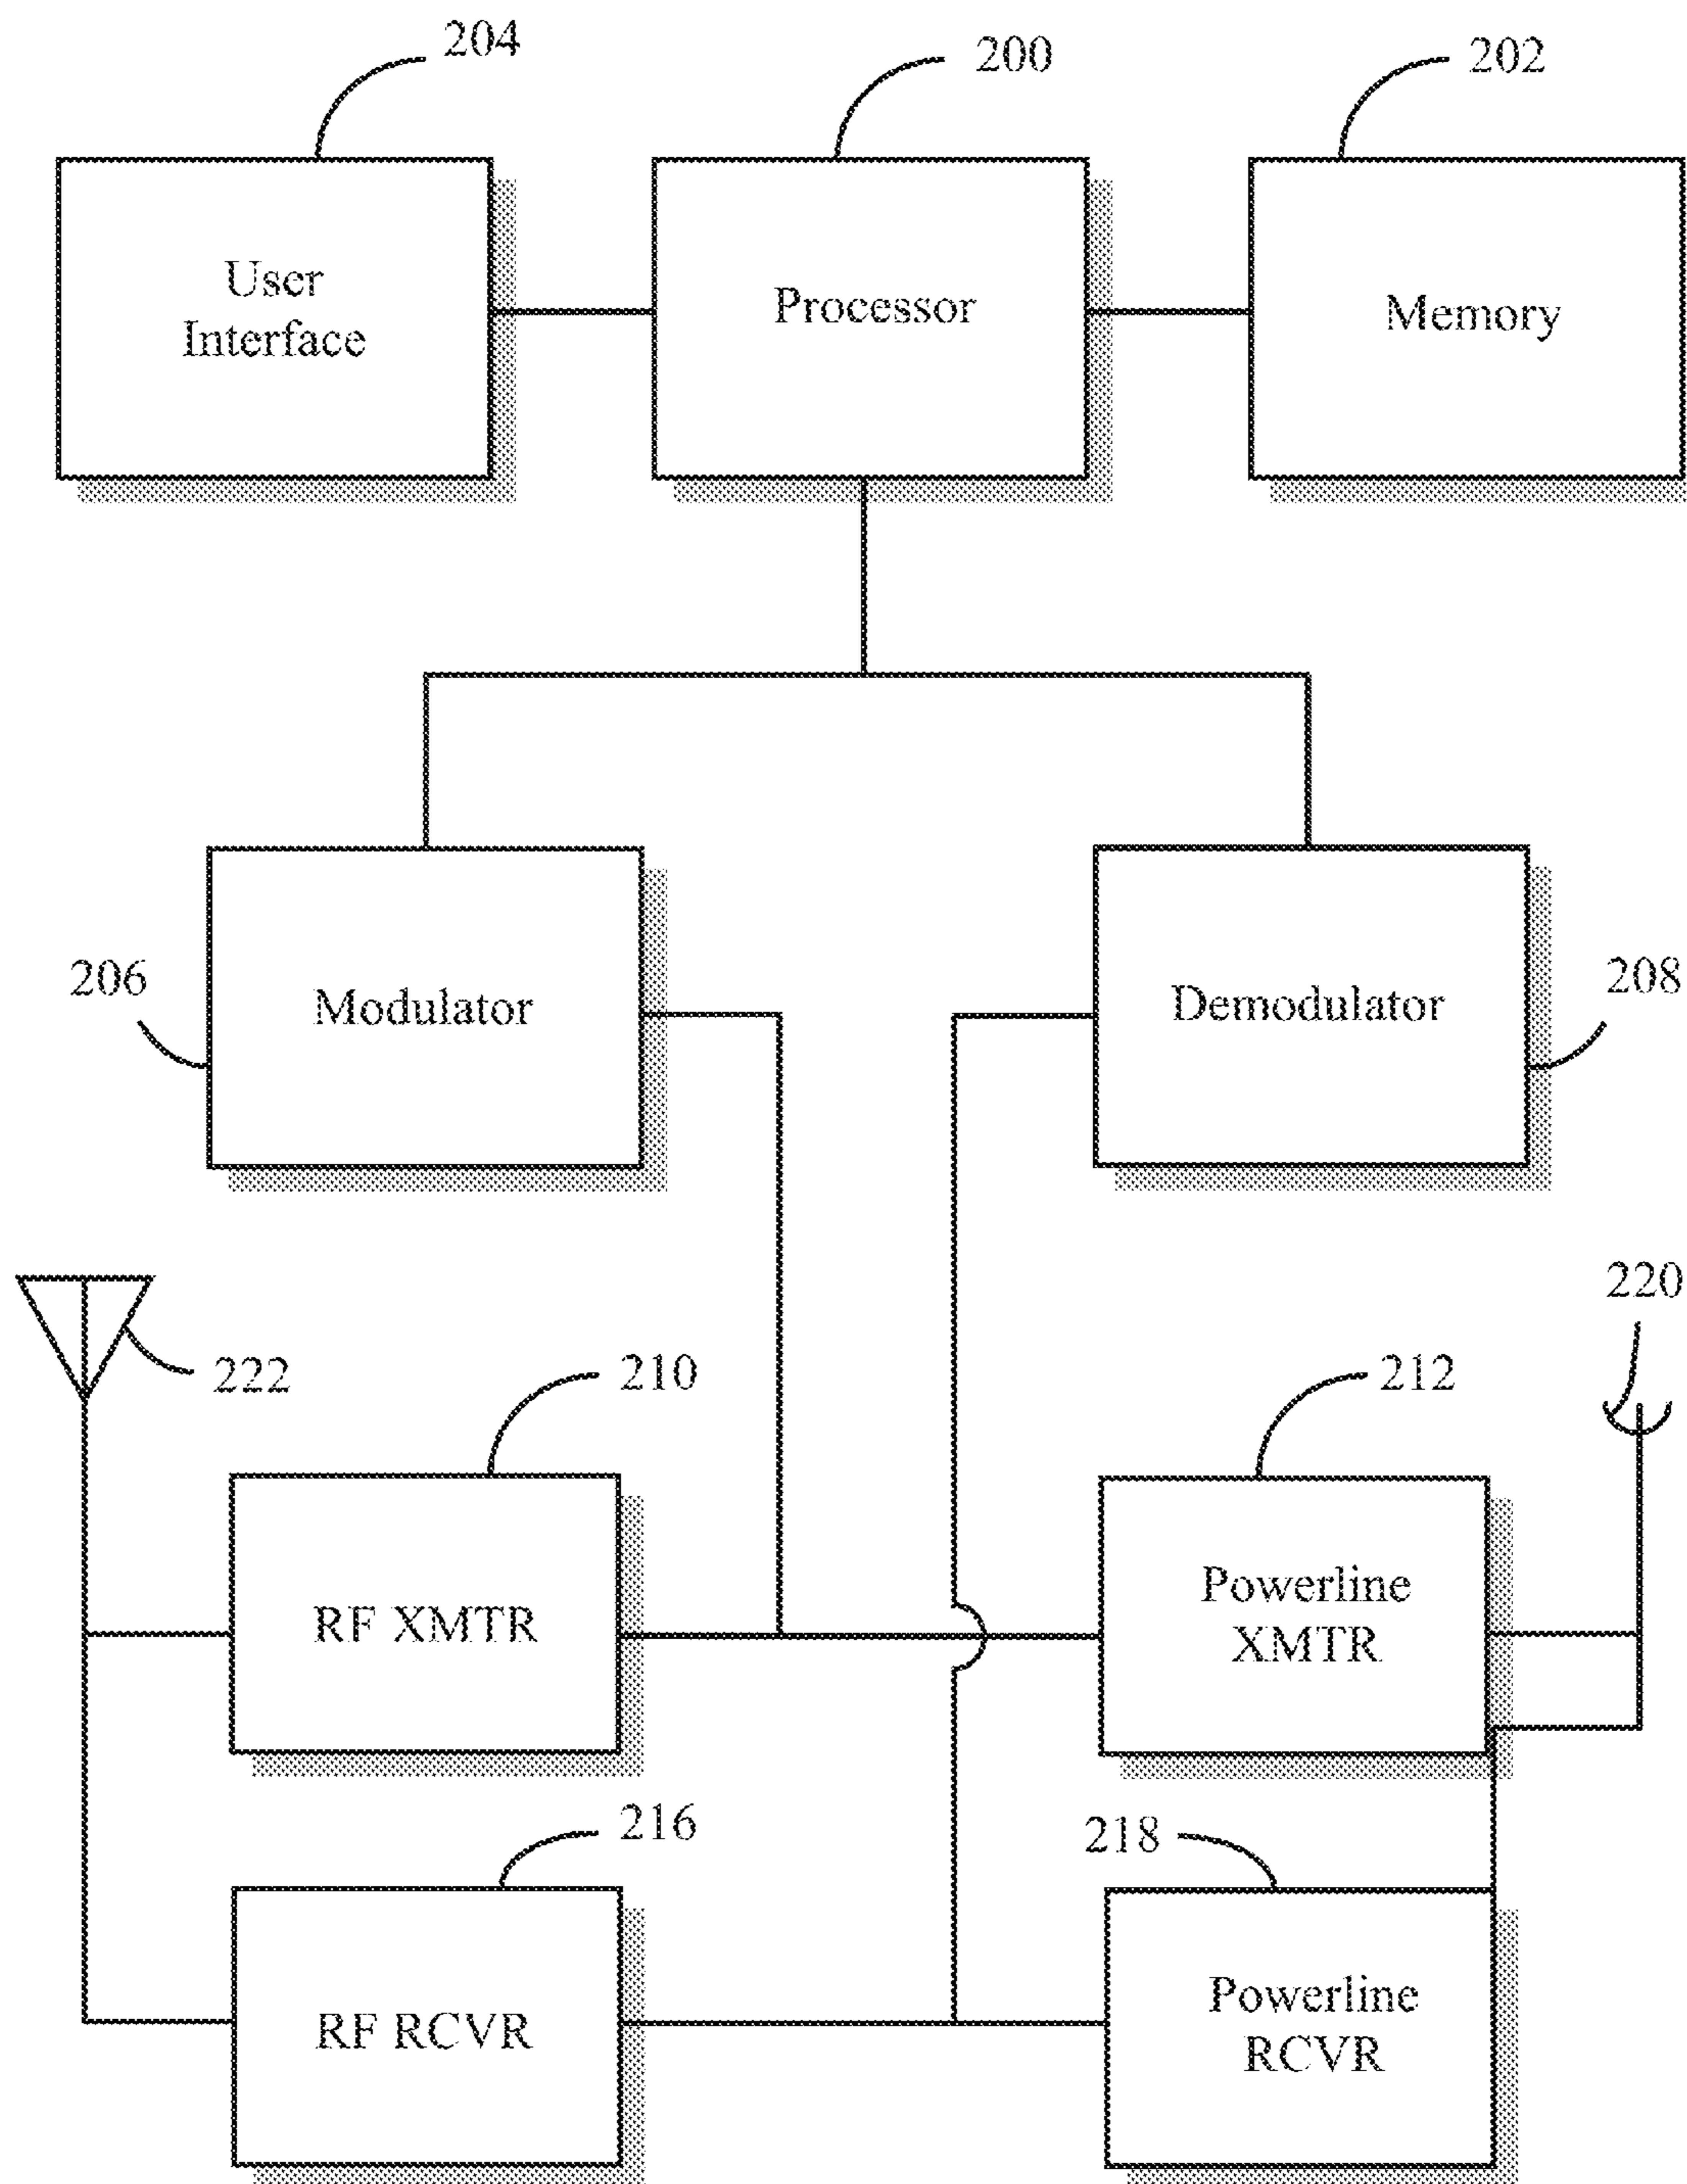 204
200
202
User
Interface
Processor
Memory
206
Modulator
Demodulator
208
220
222
210
212
RF XMTR
Powerline
XMTR
216
218
RF RCVR
Powerline
RCVR